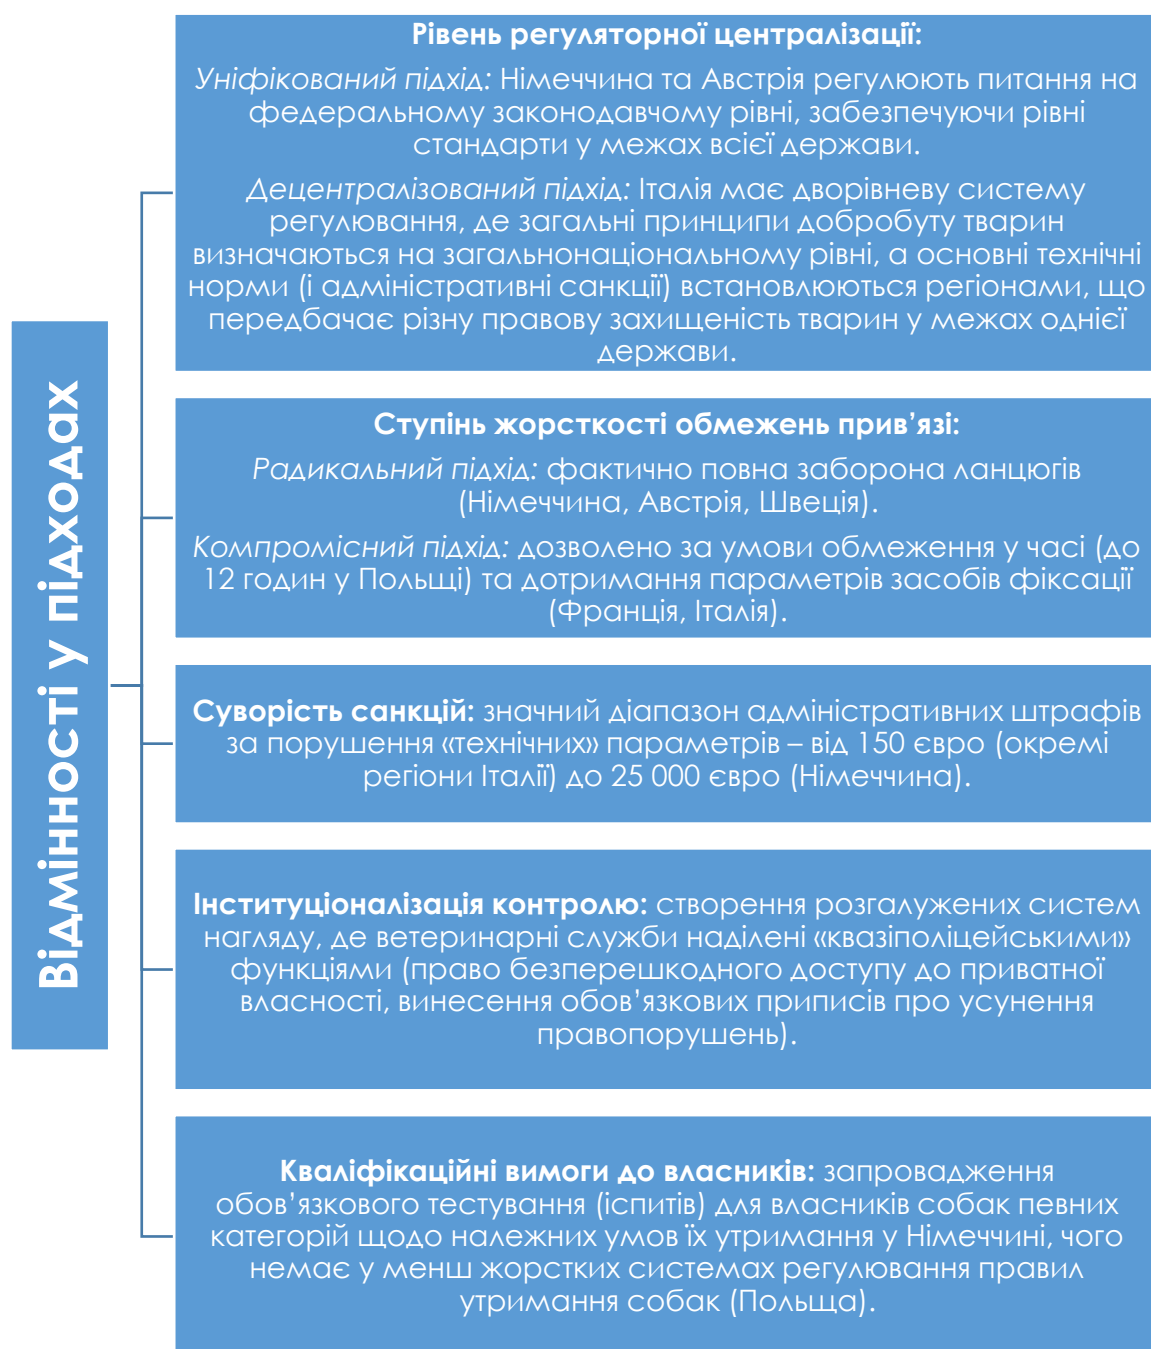 Відмінності у підходах
Рівень регуляторної централізації:
Уніфікований підхід: Німеччина та Австрія регулюють питання на
федеральному законодавчому рівні, забезпечуючи рівні
стандарти у межах всієї держави.
Децентралізований підхід: Італія має дворівневу систему
регулювання, де загальні принципи добробуту тварин
визначаються на загальнонаціональному рівні, а основні технічні
норми (і адміністративні санкції) встановлюються регіонами, що
передбачає різну правову захищеність тварин у межах однієї
держави.
Ступінь жорсткості обмежень прив’язі:
Радикальний підхід: фактично повна заборона ланцюгів
(Німеччина, Австрія, Швеція).
Компромісний підхід: дозволено за умови обмеження у часі (до
12 годин у Польщі) та дотримання параметрів засобів фіксації
(Франція, Італія).
Суворість санкцій: значний діапазон адміністративних штрафів
за порушення «технічних» параметрів – від 150 євро (окремі
регіони Італії) до 25 000 євро (Німеччина).
Інституціоналізація контролю: створення розгалужених систем
нагляду, де ветеринарні служби наділені «квазіполіцейськими»
функціями (право безперешкодного доступу до приватної
власності, винесення обов’язкових приписів про усунення
правопорушень).
Кваліфікаційні вимоги до власників: запровадження
обов’язкового тестування (іспитів) для власників собак певних
категорій щодо належних умов їх утримання у Німеччині, чого
немає у менш жорстких системах регулювання правил
утримання собак (Польща).